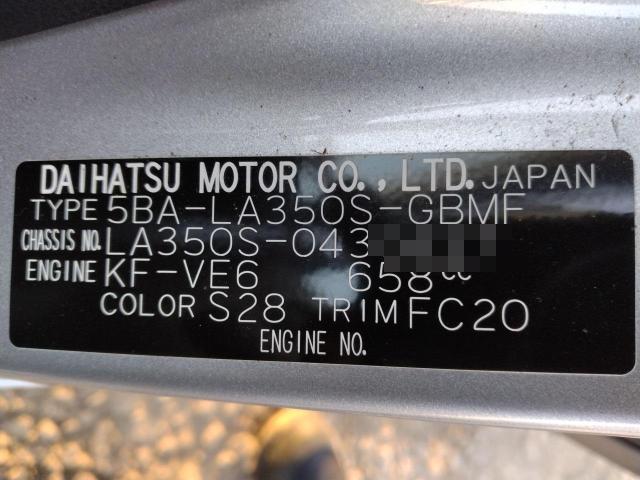 DAIHATSU MOTOR CO., LTD. JAPAN
TYPE 5BA-LA350S-GBMF
CHASSIS NO. LA350S-043
ENGINE KF-VE6 658cc
COLOR S28 TRIM FC20
ENGINE NO.